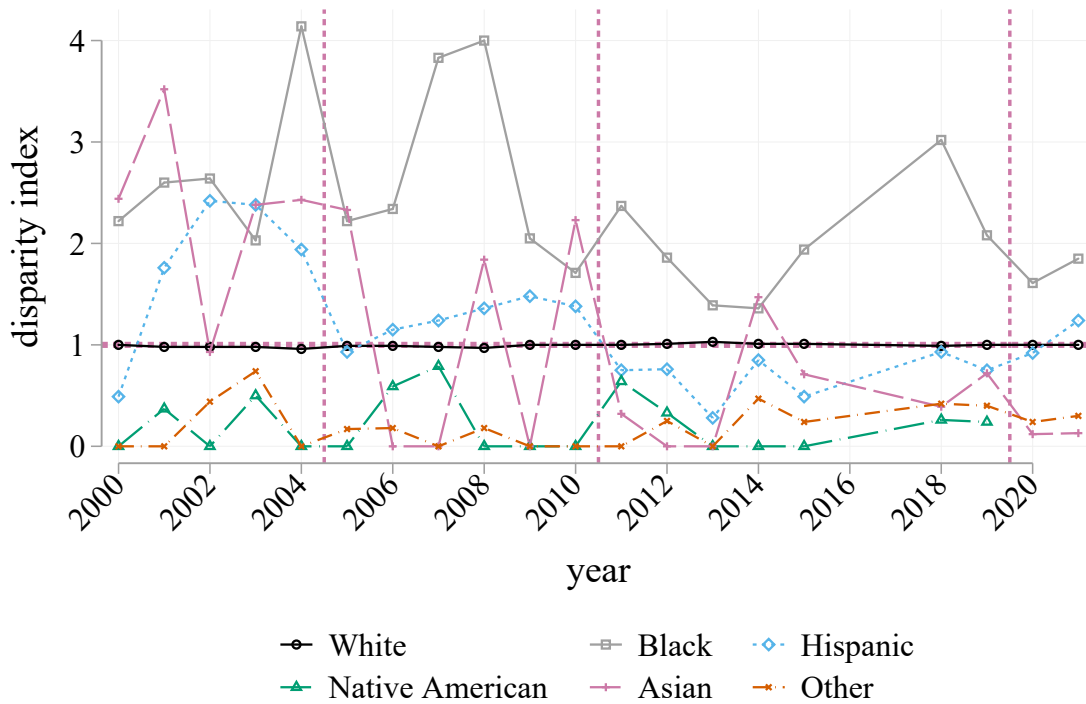 disparity index
4
3
2
1
0
2000 2002 2004 2006 2008 2010 2012 2014 2016 2018 2020
year
White Black Hispanic
Native American Asian Other